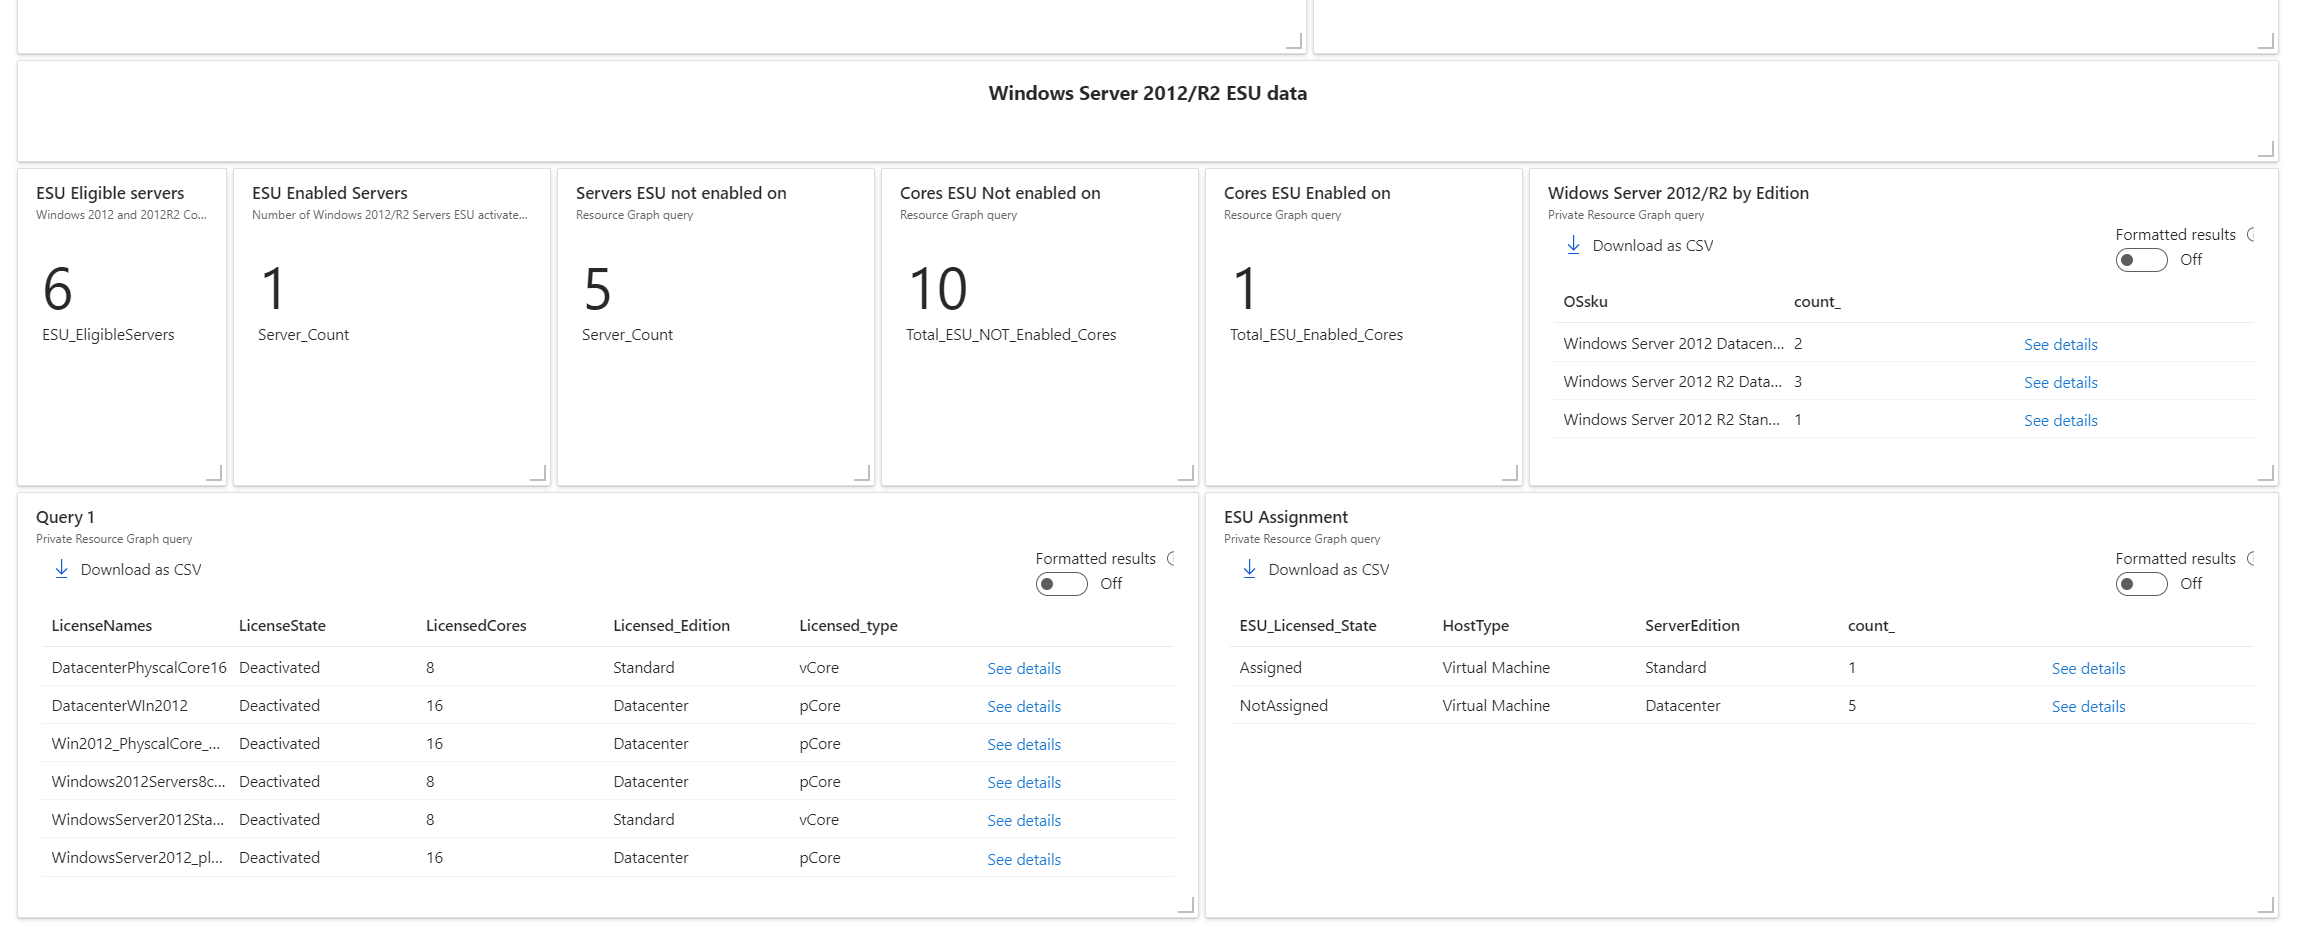 Windows Server 2012/R2 ESU data
ESU Eligible servers
Windows 2012 and 2012R2 Co...
6
ESU_EligibleServers
ESU Enabled Servers
Number of Windows 2012/R2 Servers ESU activate...
1
Server_Count
Servers ESU not enabled on
Resource Graph query
5
Server_Count
Cores ESU Not enabled on
Resource Graph query
10
Total_ESU_NOT_Enabled_Cores
Cores ESU Enabled on
Resource Graph query
1
Total_ESU_Enabled_Cores
Widows Server 2012/R2 by Edition
Private Resource Graph query
Download as CSV
Formatted results
Off
OSsku count_
Windows Server 2012 Datacen... 2 See details
Windows Server 2012 R2 Data... 3 See details
Windows Server 2012 R2 Stan... 1 See details
Query 1
Private Resource Graph query
Download as CSV
Formatted results
Off
LicenseNames LicenseState LicensedCores Licensed_Edition Licensed_type
DatacenterPhyscalCore16 Deactivated 8 Standard vCore See details
DatacenterWIn2012 Deactivated 16 Datacenter pCore See details
Win2012_PhyscalCore_... Deactivated 16 Datacenter pCore See details
Windows2012Servers8c... Deactivated 8 Datacenter pCore See details
WindowsServer2012Sta... Deactivated 8 Standard vCore See details
WindowsServer2012_pl... Deactivated 16 Datacenter pCore See details
ESU Assignment
Private Resource Graph query
Download as CSV
Formatted results
Off
ESU_Licensed_State HostType ServerEdition count_
Assigned Virtual Machine Standard 1 See details
NotAssigned Virtual Machine Datacenter 5 See details